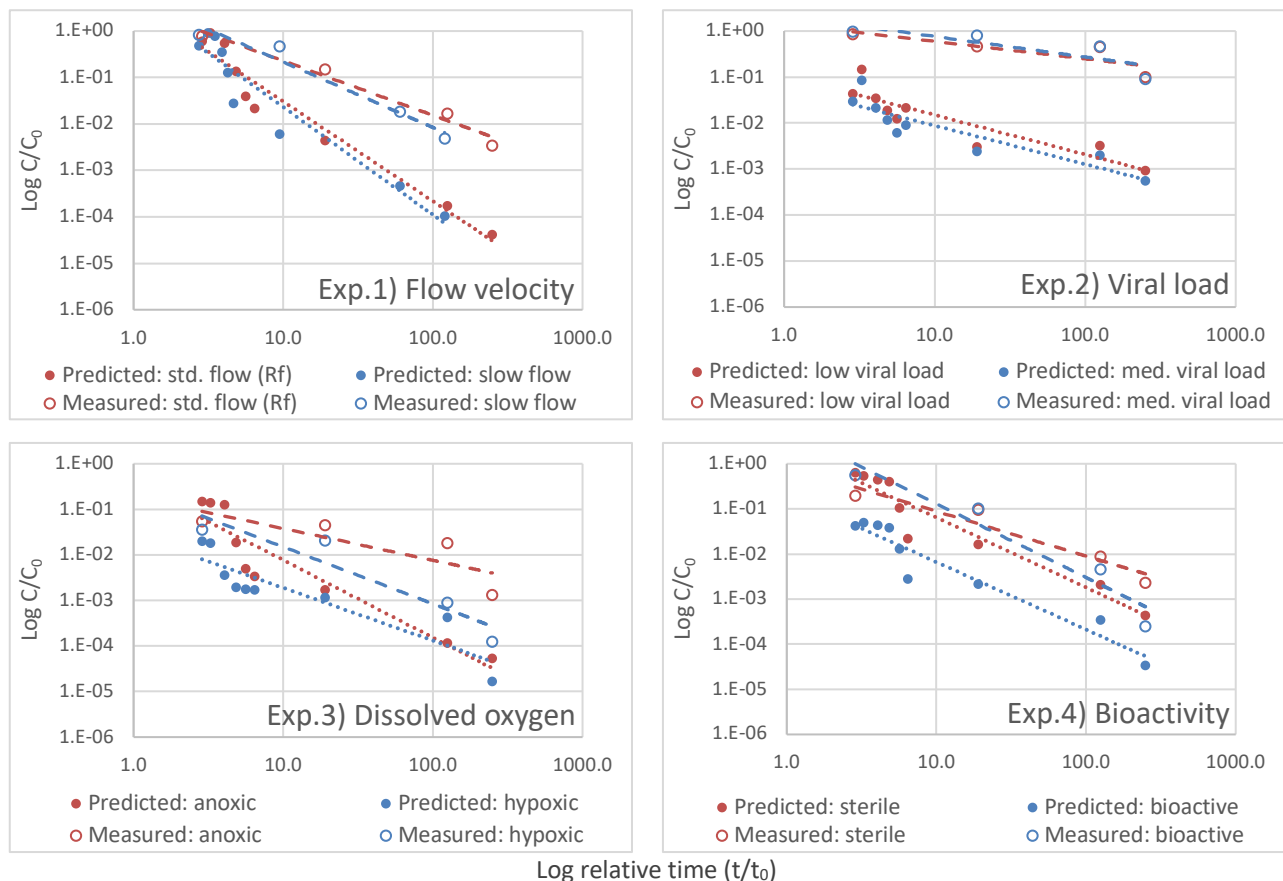 1.E+00
1.E-01
1.E-02
1.E-03
1.E-04
1.E-05
1.E-06
Log C/C0
Exp.1) Flow velocity
1.0 10.0 100.0 1000.0
Predicted: std. flow (Rf) Predicted: slow flow
Measured: std. flow (Rf) Measured: slow flow
1.E+00
1.E-01
1.E-02
1.E-03
1.E-04
1.E-05
1.E-06
Log C/C0
Exp.2) Viral load
1.0 10.0 100.0 1000.0
Predicted: low viral load Predicted: med. viral load
Measured: low viral load Measured: med. viral load
1.E+00
1.E-01
1.E-02
1.E-03
1.E-04
1.E-05
1.E-06
Log C/C0
Exp.3) Dissolved oxygen
1.0 10.0 100.0 1000.0
Predicted: anoxic Predicted: hypoxic
Measured: anoxic Measured: hypoxic
1.E+00
1.E-01
1.E-02
1.E-03
1.E-04
1.E-05
1.E-06
Log C/C0
Exp.4) Bioactivity
1.0 10.0 100.0 1000.0
Predicted: sterile Predicted: bioactive
Measured: sterile Measured: bioactive
Log relative time (t/t0)